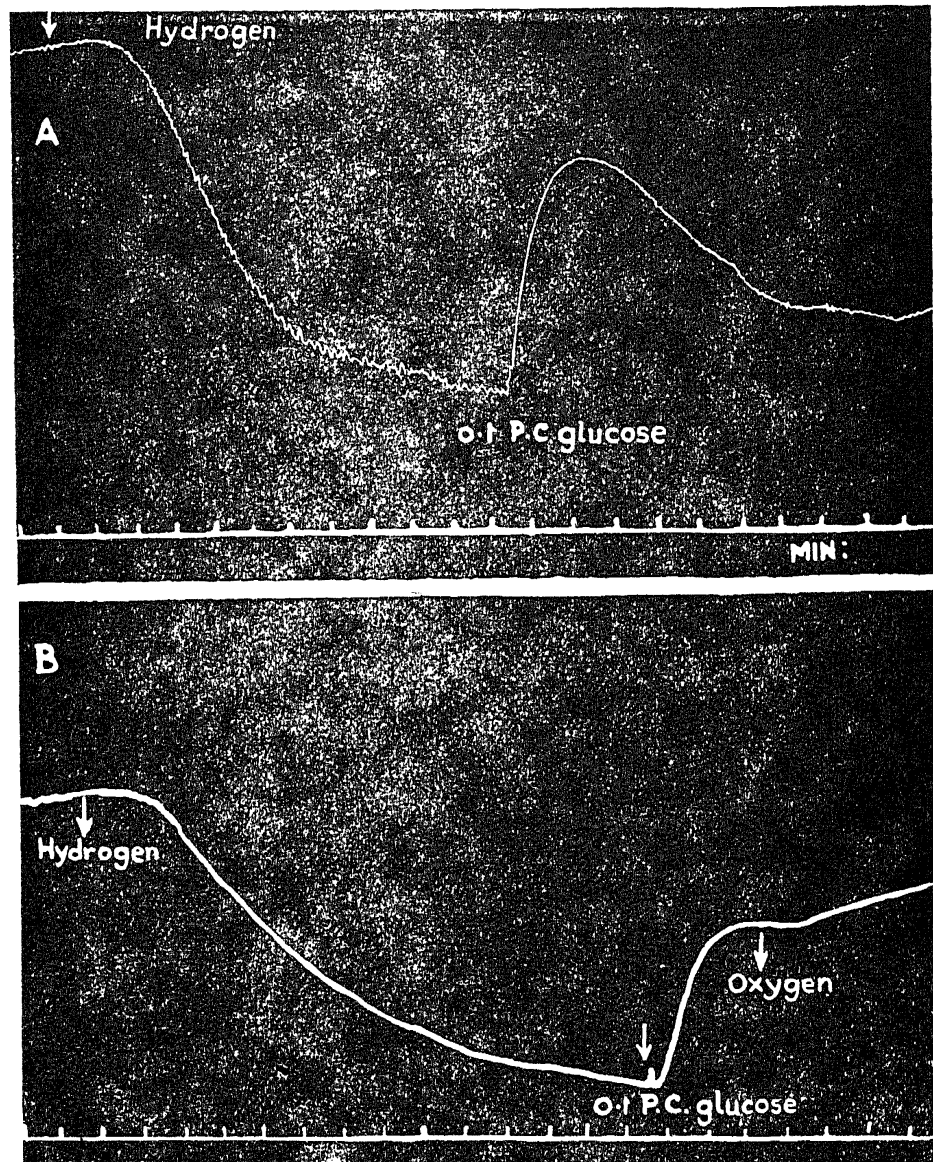 Hydrogen
A
0.1 P.C glucose
MIN:
B
Hydrogen
Oxygen
0.1 P.C. glucose